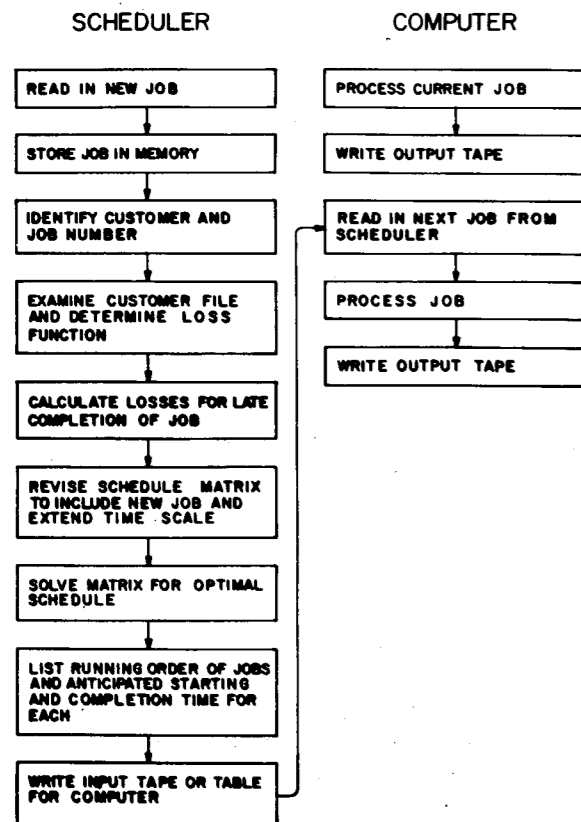 SCHEDULER
READ IN NEW JOB
STORE JOB IN MEMORY
IDENTIFY CUSTOMER AND
JOB NUMBER
EXAMINE CUSTOMER FILE
AND DETERMINE LOSS
FUNCTION
CALCULATE LOSSES FOR LATE
COMPLETION OF JOB
REVISE SCHEDULE MATRIX
TO INCLUDE NEW JOB AND
EXTEND TIME SCALE
SOLVE MATRIX FOR OPTIMAL
SCHEDULE
LIST RUNNING ORDER OF JOBS
AND ANTICIPATED STARTING
AND COMPLETION TIME FOR
EACH
WRITE INPUT TAPE OR TABLE
FOR COMPUTER
COMPUTER
PROCESS CURRENT JOB
WRITE OUTPUT TAPE
READ IN NEXT JOB FROM
SCHEDULER
PROCESS JOB
WRITE OUTPUT TAPE